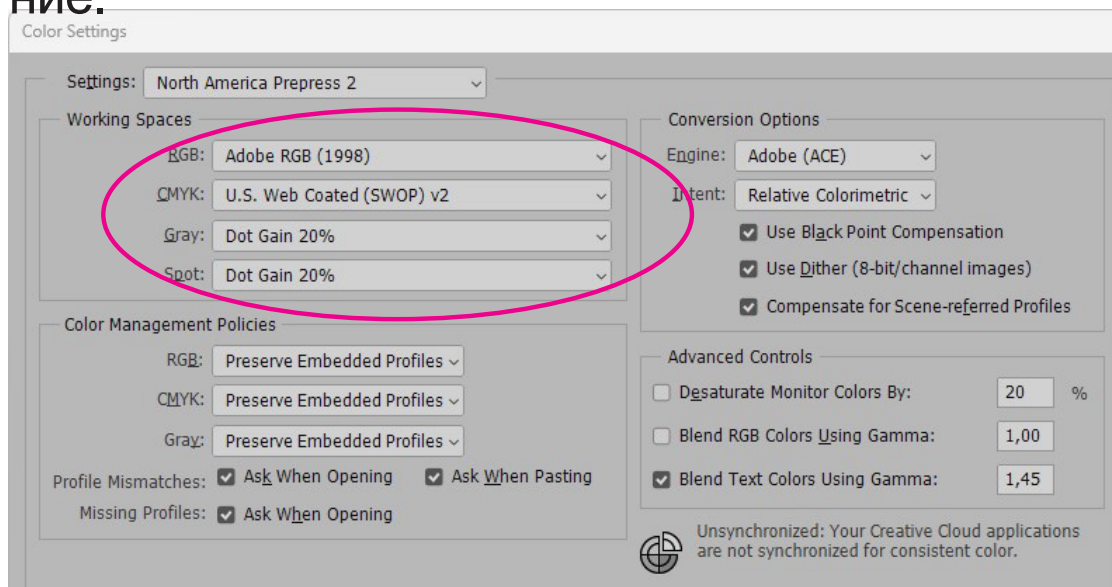 ние.
Color Settings
Settings: North America Prepress 2
Working Spaces
RGB: Adobe RGB (1998)
CMYK: U.S. Web Coated (SWOP) v2
Gray: Dot Gain 20%
Spot: Dot Gain 20%
Conversion Options
Engine: Adobe (ACE)
Intent: Relative Colorimetric
Use Black Point Compensation
Use Dither (8-bit/channel images)
Compensate for Scene-referred Profiles
Color Management Policies
RGB: Preserve Embedded Profiles
CMYK: Preserve Embedded Profiles
Gray: Preserve Embedded Profiles
Profile Mismatches: Ask When Opening Ask When Pasting
Missing Profiles: Ask When Opening
Advanced Controls
Desaturate Monitor Colors By: 20 %
Blend RGB Colors Using Gamma: 1,00
Blend Text Colors Using Gamma: 1,45
Unsynchronized: Your Creative Cloud applications
are not synchronized for consistent color.